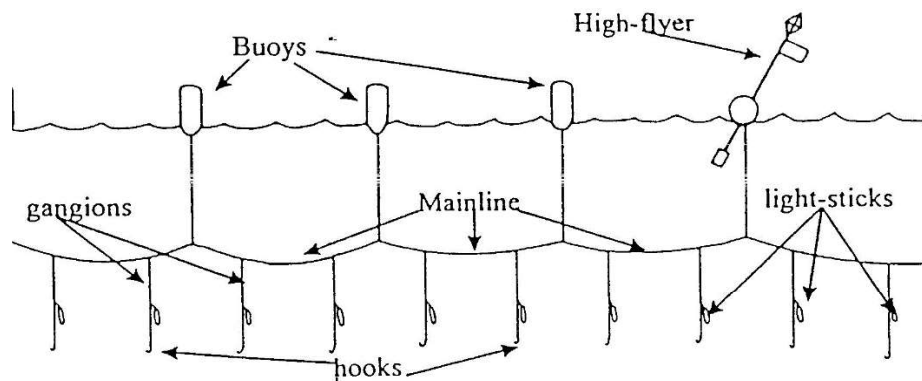 High-flyer
Buoys
gangions
Mainline
light-sticks
hooks